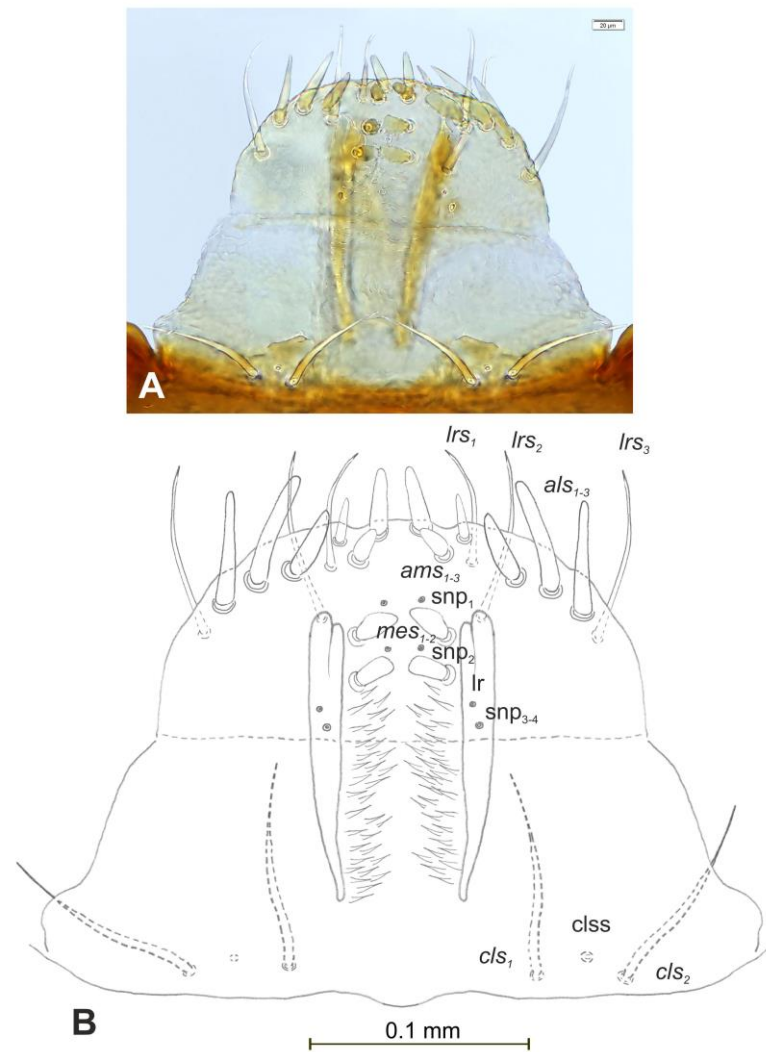 20 µm
A
lrs₁ lrs₂ lrs₃
als₁₋₃
ams₁₋₃
snp₁
mes₁₋₂
snp₂
lr
snp₃₋₄
clss
cls₁
cls₂
B
0.1 mm